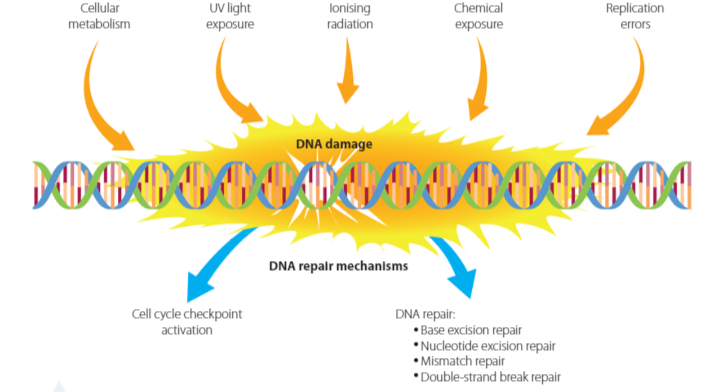 Cellular
metabolism
UV light
exposure
Ionising
radiation
Chemical
exposure
Replication
errors
DNA damage
DNA repair mechanisms
Cell cycle checkpoint
activation
DNA repair:
• Base excision repair
• Nucleotide excision repair
• Mismatch repair
• Double-strand break repair